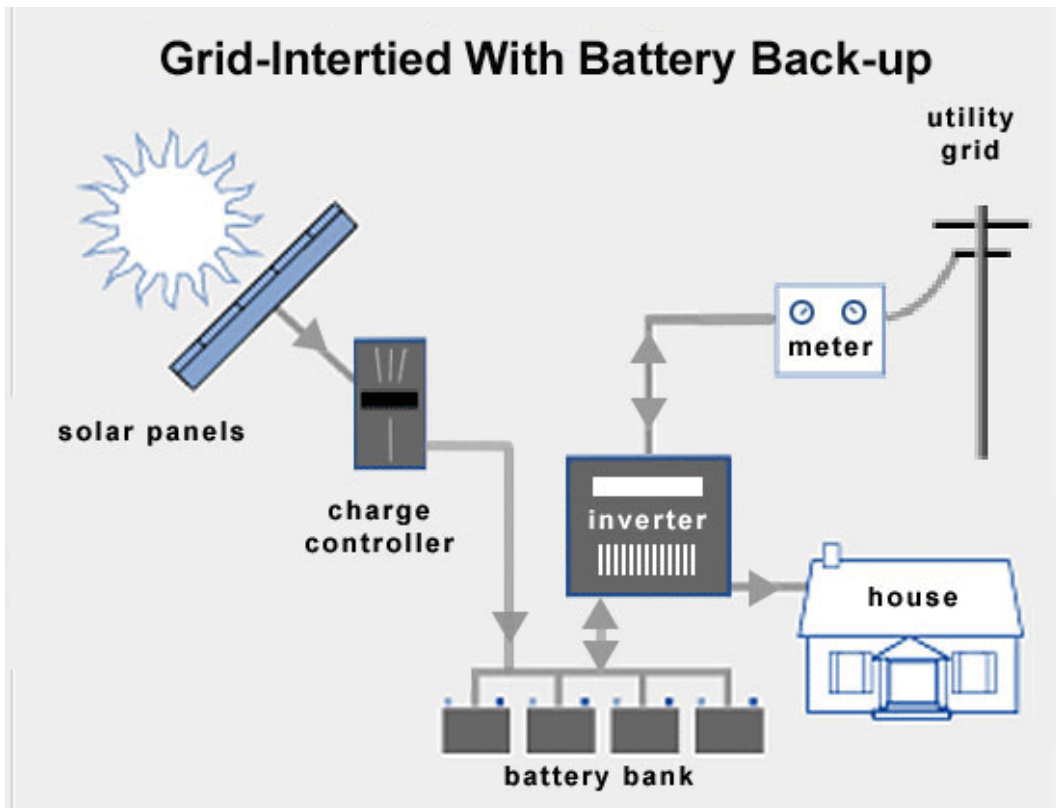 Grid-Intertied With Battery Back-up
utility
grid
meter
solar panels
charge
controller
inverter
house
battery bank